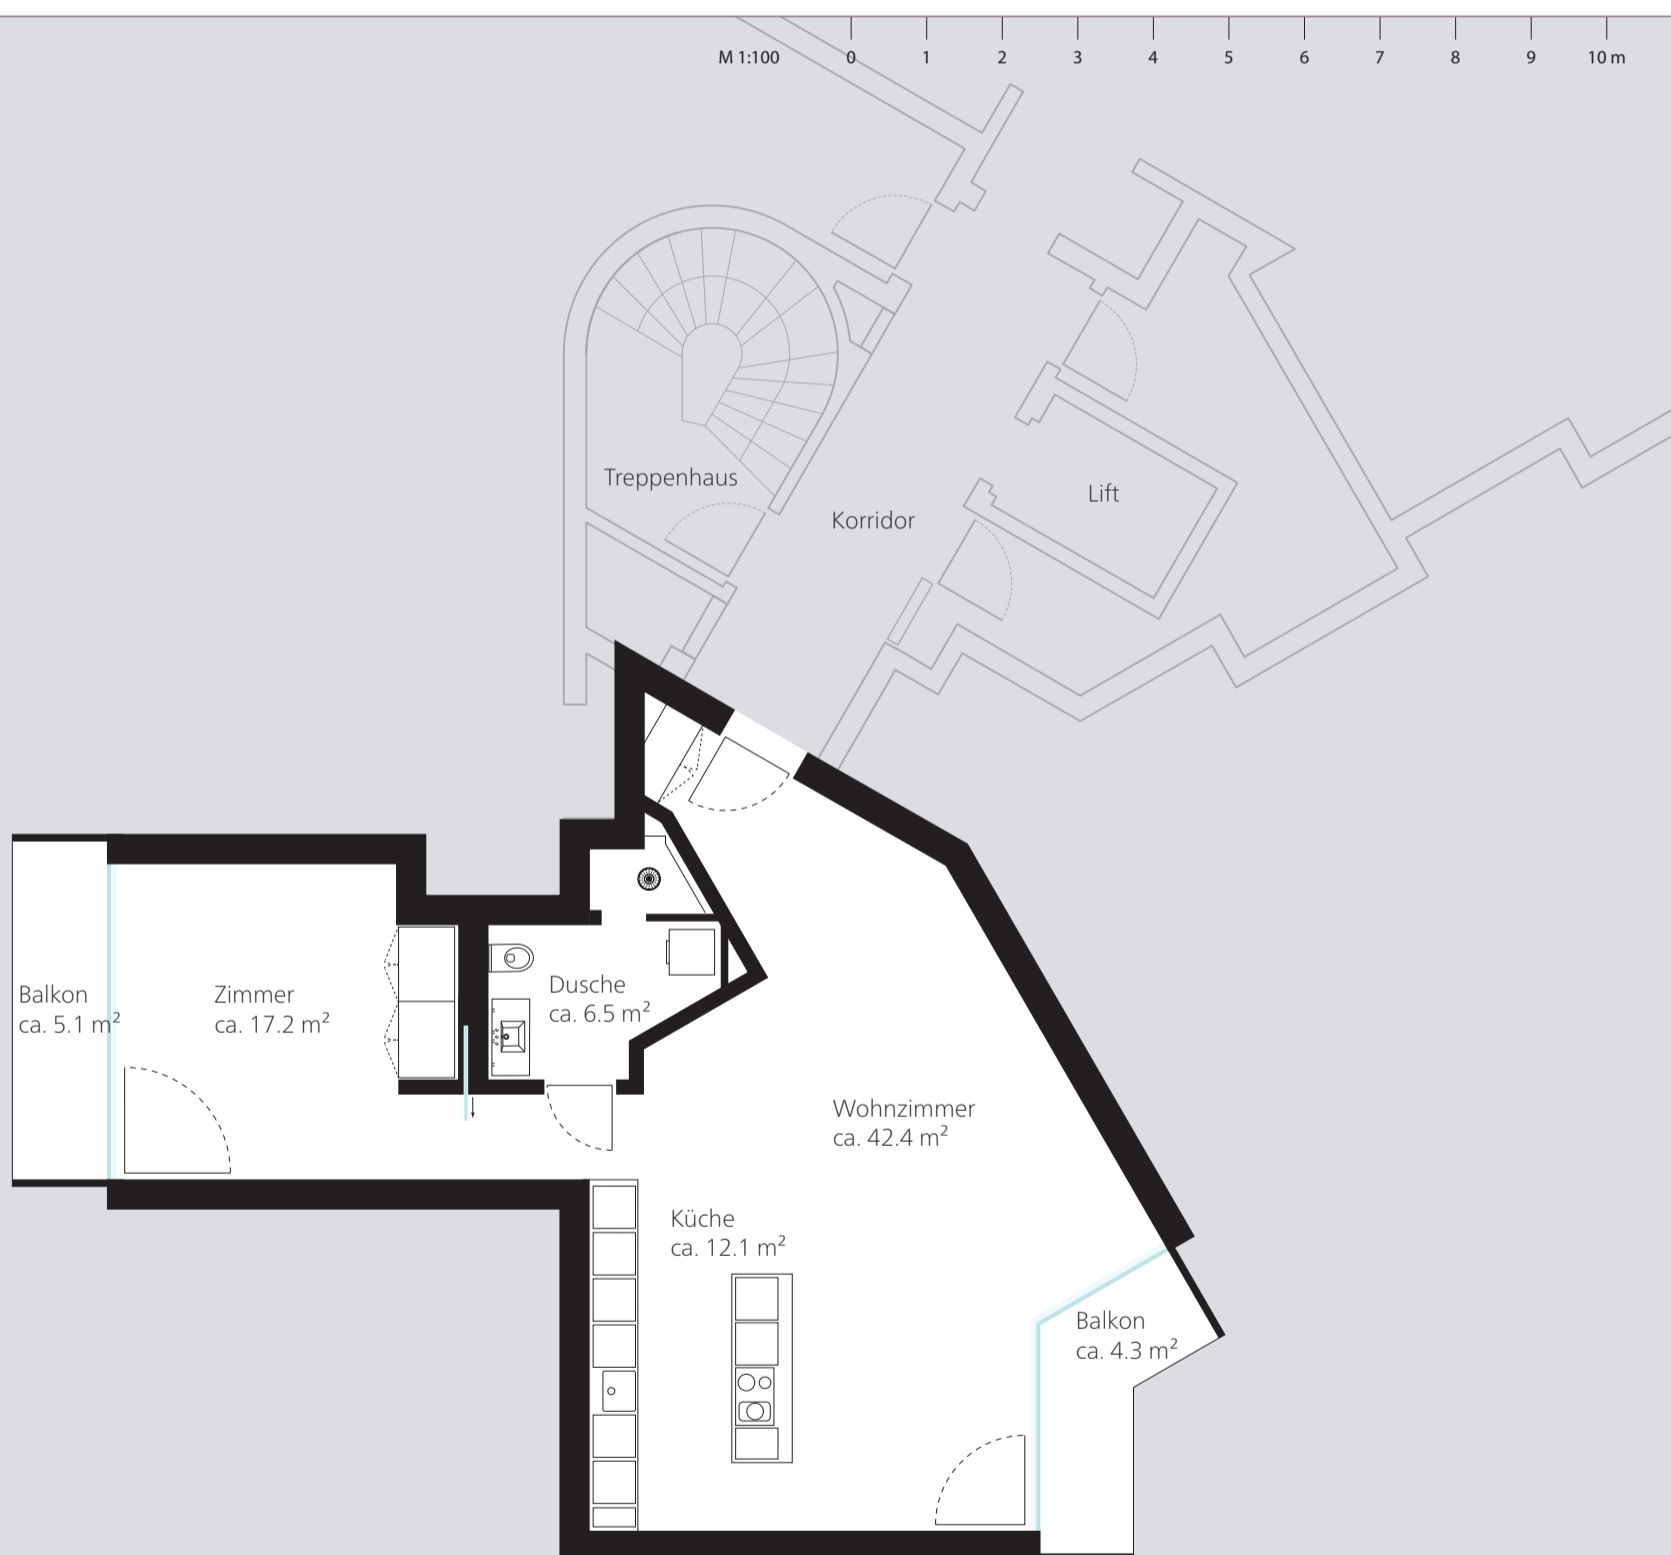 M 1:100 0 1 2 3 4 5 6 7 8 9 10 m
Treppenhaus
Lift
Korridor
Balkon
ca. 5.1 m²
Zimmer
ca. 17.2 m²
Dusche
ca. 6.5 m²
Wohnzimmer
ca. 42.4 m²
Küche
ca. 12.1 m²
Balkon
ca. 4.3 m²